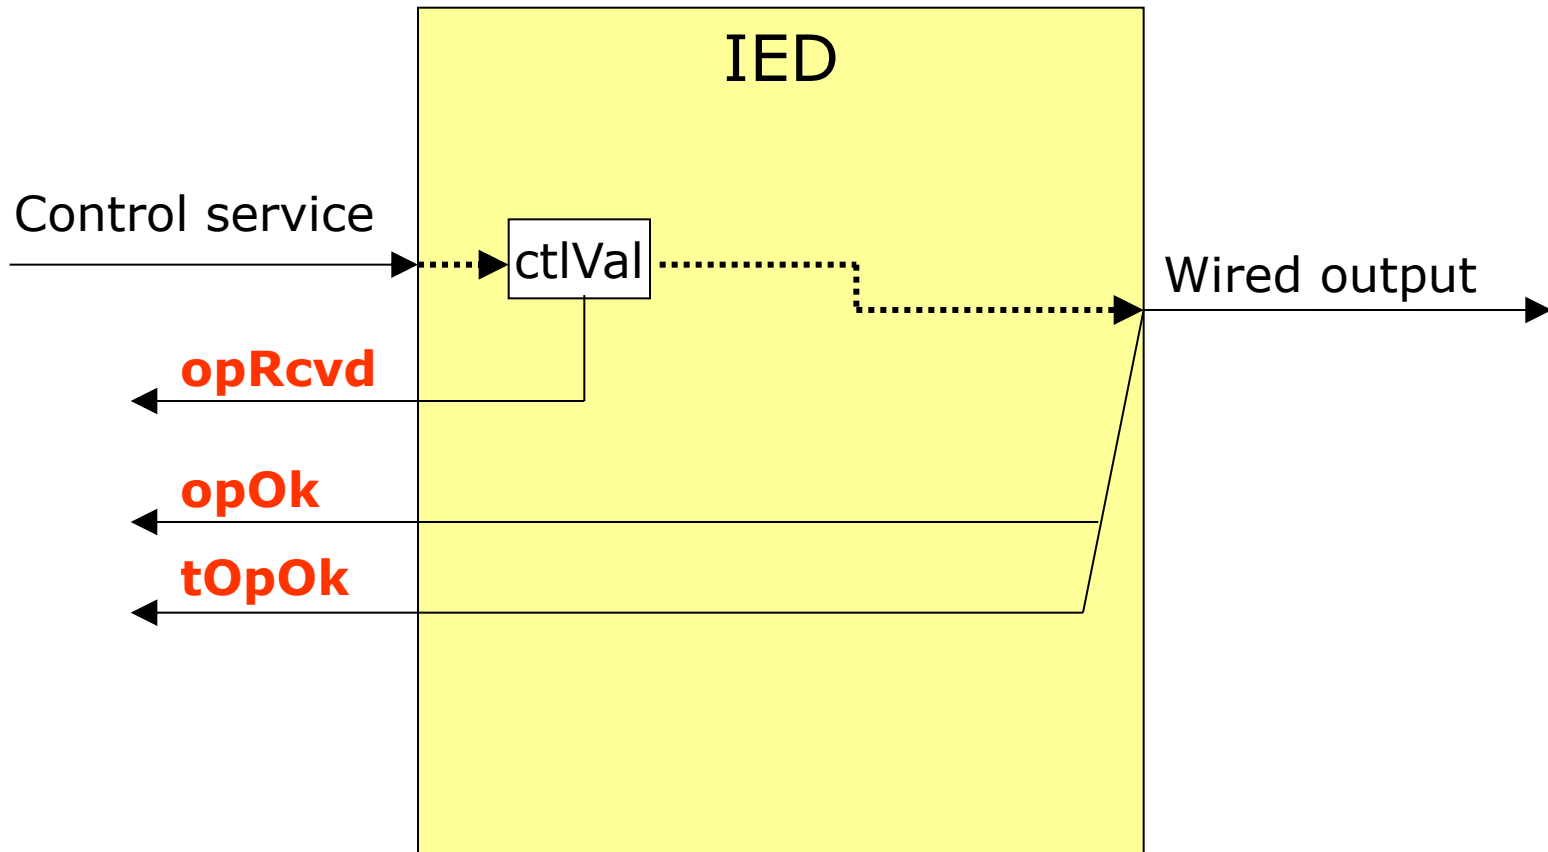 IED
Control service
ctlVal
Wired output
opRcvd
opOk
tOpOk